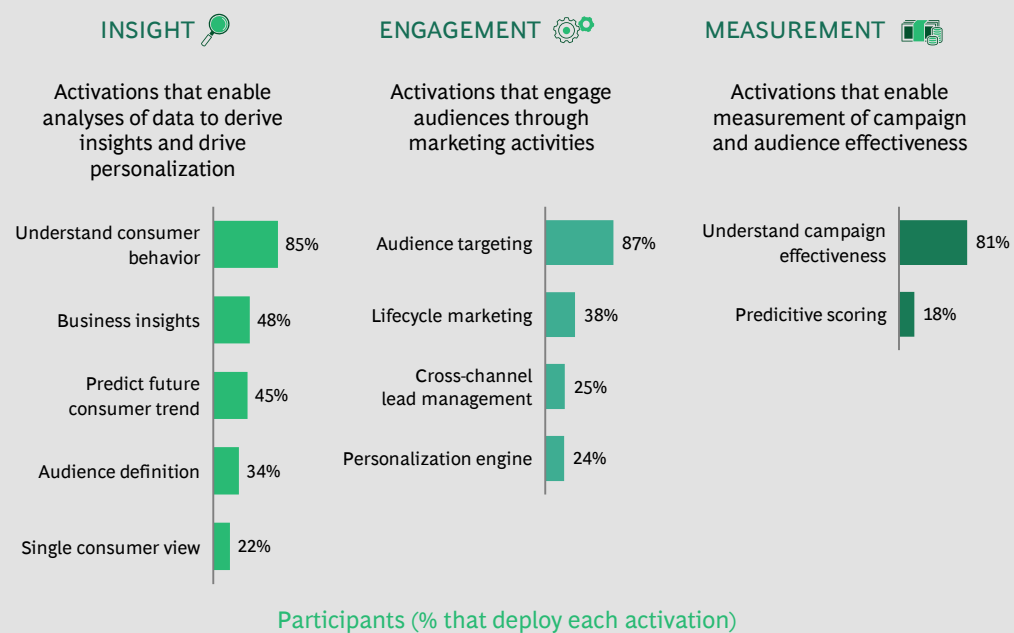 INSIGHT
Activations that enable
analyses of data to derive
insights and drive
personalization
Understand consumer
behavior
85%
Business insights
48%
Predict future
consumer trend
45%
Audience definition
34%
Single consumer view
22%
ENGAGEMENT
Activations that engage
audiences through
marketing activities
Audience targeting
87%
Lifecycle marketing
38%
Cross-channel
lead management
25%
Personalization engine
24%
MEASUREMENT
Activations that enable
measurement of campaign
and audience effectiveness
Understand campaign
effectiveness
81%
Predicitive scoring
18%
Participants (% that deploy each activation)